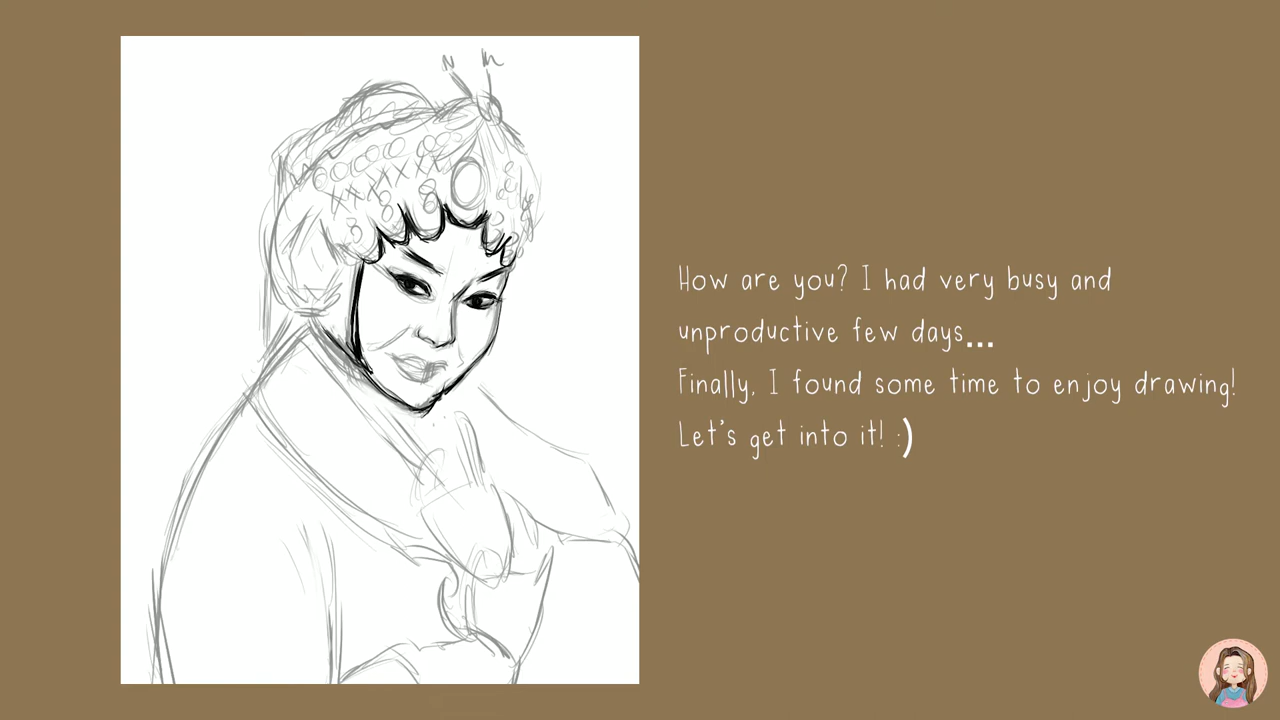 How are you? I had very busy and
unproductive few days...
Finally, I found some time to enjoy drawing!
Let's get into it! :)